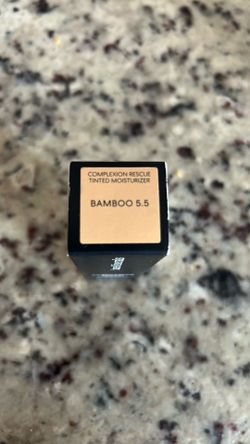 COMPLEXION RESCUE
TINTED MOISTURIZER
BAMBOO 5.5